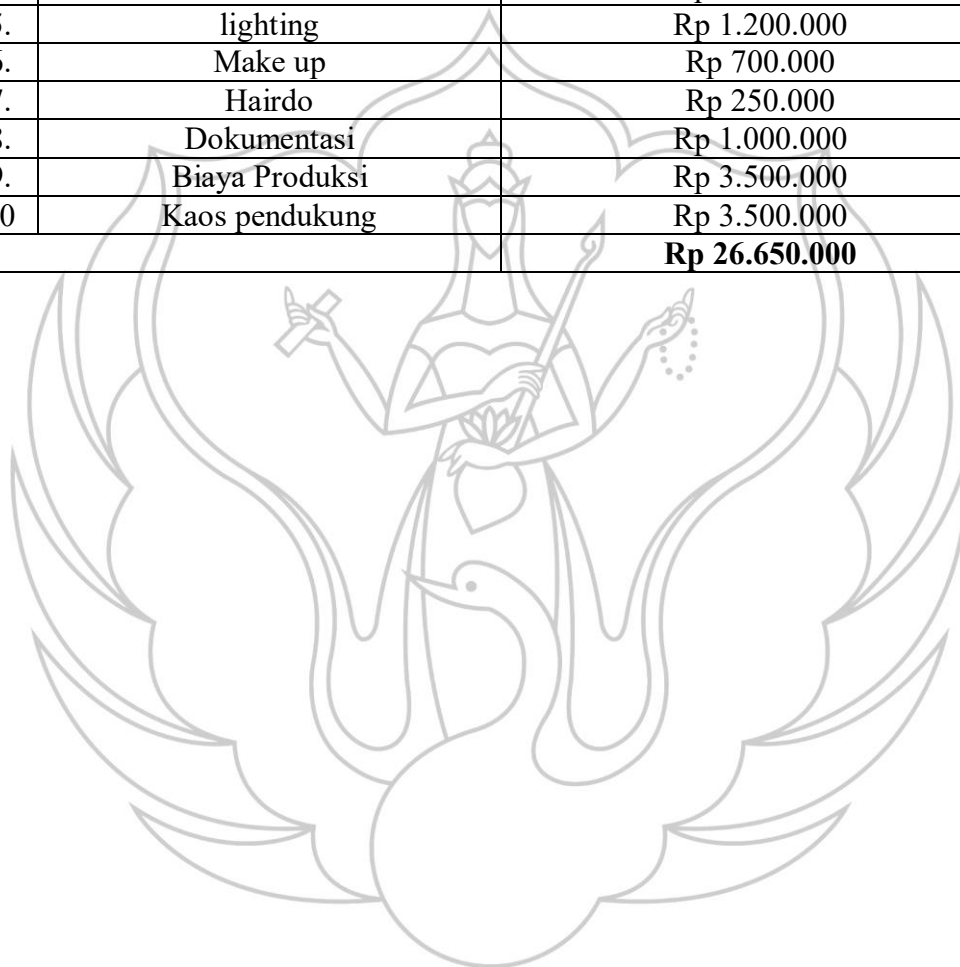 lighting Rp 1.200.000
Make up Rp 700.000
Hairdo Rp 250.000
Dokumentasi Rp 1.000.000
Biaya Produksi Rp 3.500.000
0 Kaos pendukung Rp 3.500.000
Rp 26.650.000